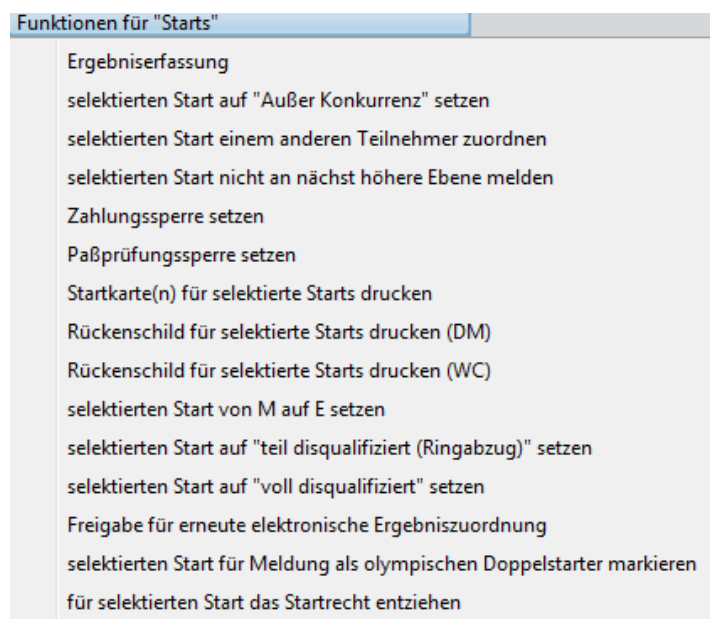 Funktionen für "Starts"
Ergebniserfassung
selektierten Start auf "Außer Konkurrenz" setzen
selektierten Start einem anderen Teilnehmer zuordnen
selektierten Start nicht an nächst höhere Ebene melden
Zahlungssperre setzen
Paßprüfungssperre setzen
Startkarte(n) für selektierte Starts drucken
Rückenschild für selektierte Starts drucken (DM)
Rückenschild für selektierte Starts drucken (WC)
selektierten Start von M auf E setzen
selektierten Start auf "teil disqualifiziert (Ringabzug)" setzen
selektierten Start auf "voll disqualifiziert" setzen
Freigabe für erneute elektronische Ergebniszuordnung
selektierten Start für Meldung als olympischen Doppelstarter markieren
für selektierten Start das Startrecht entziehen